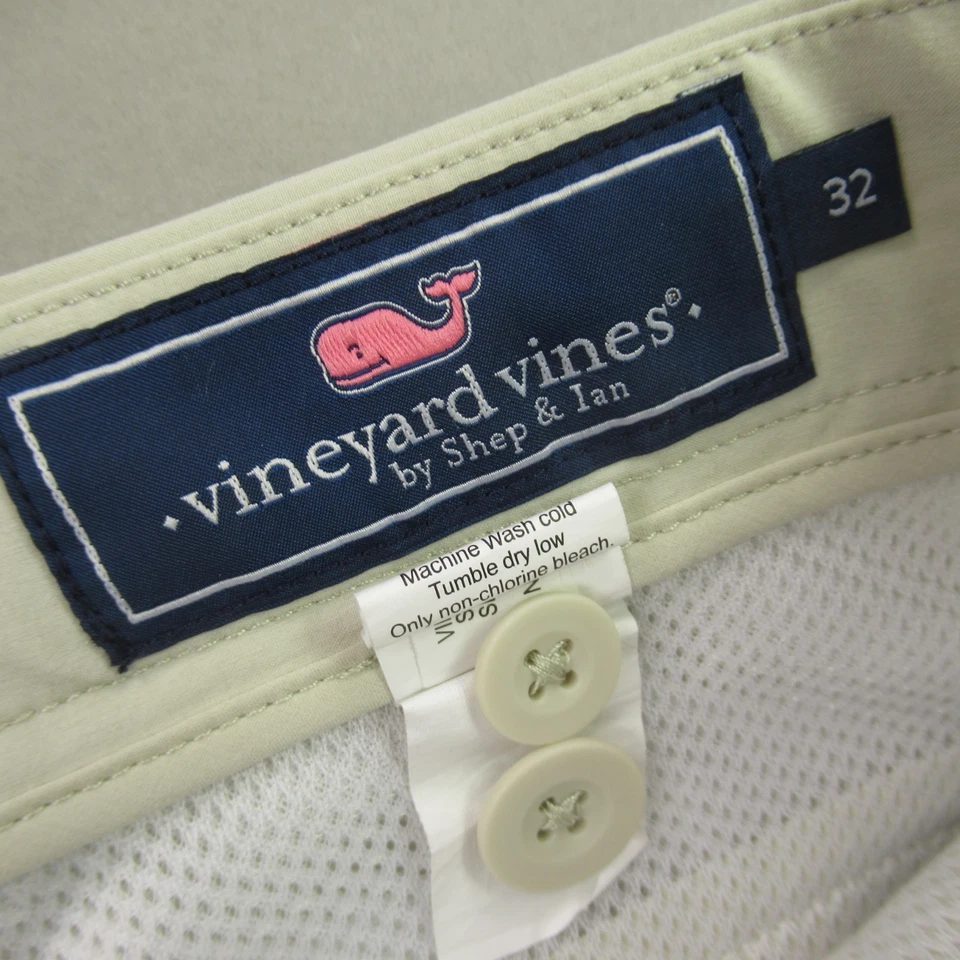 32
vineyard vines®
by Shep & Ian
Machine Wash cold
Tumble dry low
Only non-chlorine bleach.